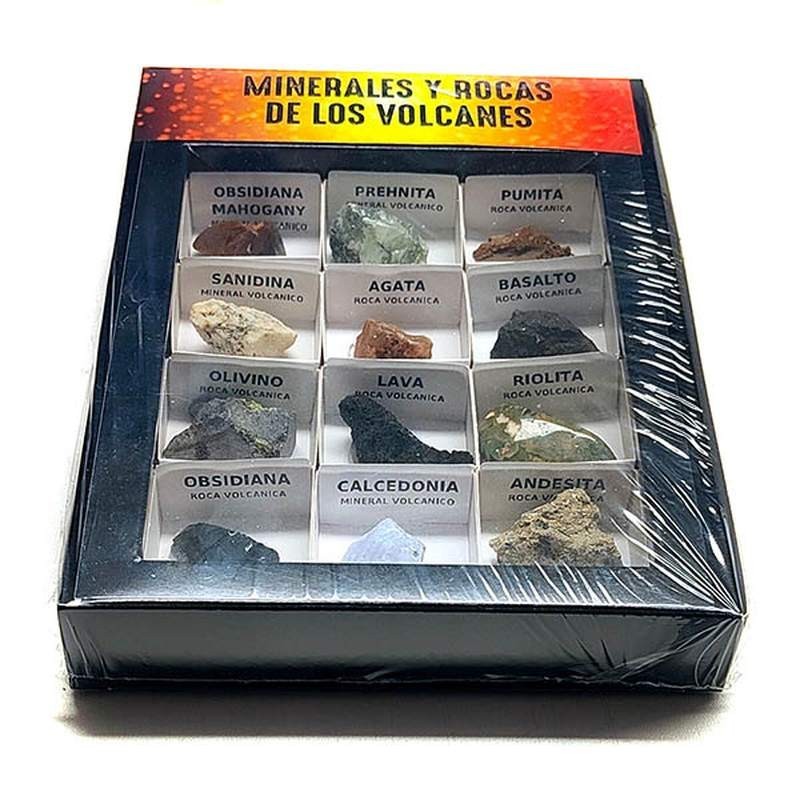 MINERALES Y ROCAS
DE LOS VOLCANES
OBSIDIANA
MAHOGANY
PREHNITA
MINERAL VOLCANICO
PUMITA
ROCA VOLCANICA
SANIDINA
MINERAL VOLCANICO
AGATA
ROCA VOLCANICA
BASALTO
ROCA VOLCANICA
OLIVINO
ROCA VOLCANICA
LAVA
ROCA VOLCANICA
RIOLITA
ROCA VOLCANICA
OBSIDIANA
ROCA VOLCANICA
CALCEDONIA
MINERAL VOLCANICO
ANDESITA
ROCA VOLCANICA